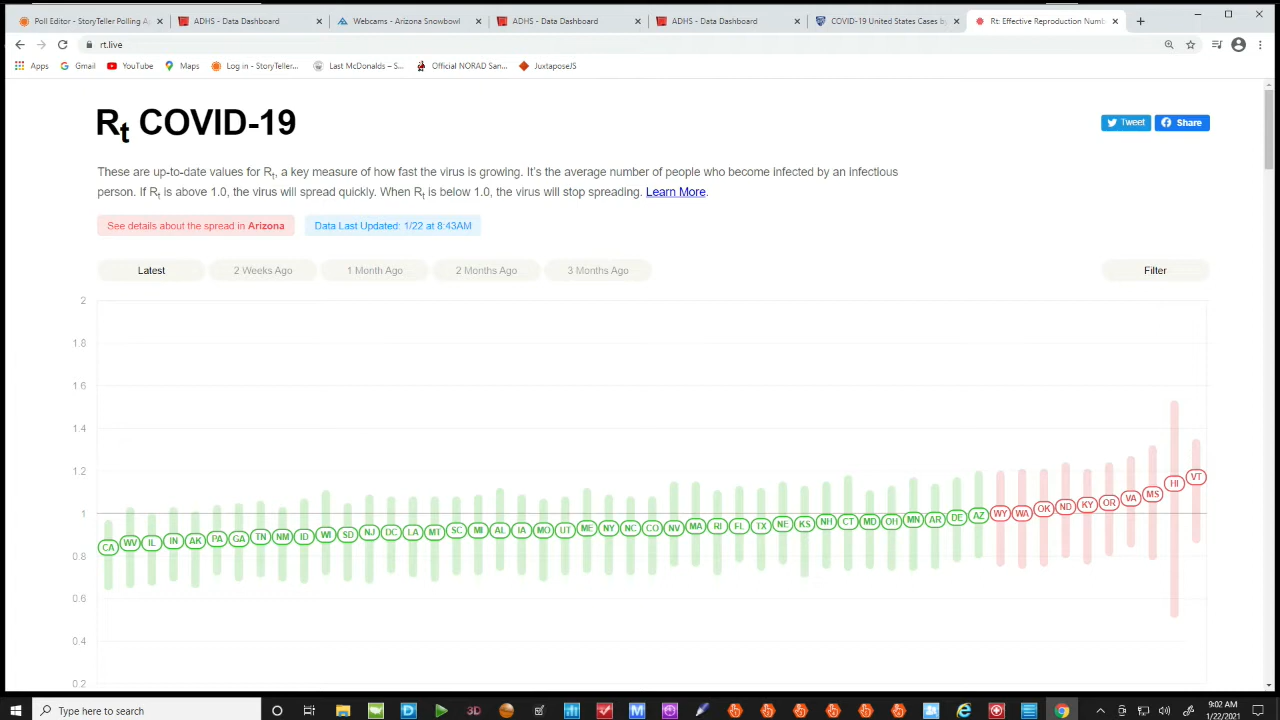 Poll Editor - StoryTeller Polling Ap
ADHS - Data Dashboard
Webcams - Arizona Snowbowl
ADHS - Data Dashboard
ADHS - Data Dashboard
COVID-19 United States Cases by
Rt: Effective Reproduction Numb
rt.live
Apps
Gmail
YouTube
Maps
Log in - StoryTeller...
Last McDonalds – S...
Official NORAD San...
JuxtaposeJS
Rt COVID-19
Tweet
Share
These are up-to-date values for Rt, a key measure of how fast the virus is growing. It's the average number of people who become infected by an infectious
person. If Rt is above 1.0, the virus will spread quickly. When Rt is below 1.0, the virus will stop spreading. Learn More.
See details about the spread in Arizona
Data Last Updated: 1/22 at 8:43AM
Latest
2 Weeks Ago
1 Month Ago
2 Months Ago
3 Months Ago
Filter
2
1.8
1.6
1.4
1.2
1
0.8
0.6
0.4
0.2
CA WV IL IN AK PA GA TN NM ID WI SD NJ DC LA MT SC MI AL IA MO UT ME NY NC CO NV MA RI FL TX NE KS NH CT MD OH MN AR DE AZ WY WA OK ND KY OR VA MS HI VT
Type here to search
3D
9:02 AM
1/22/2021